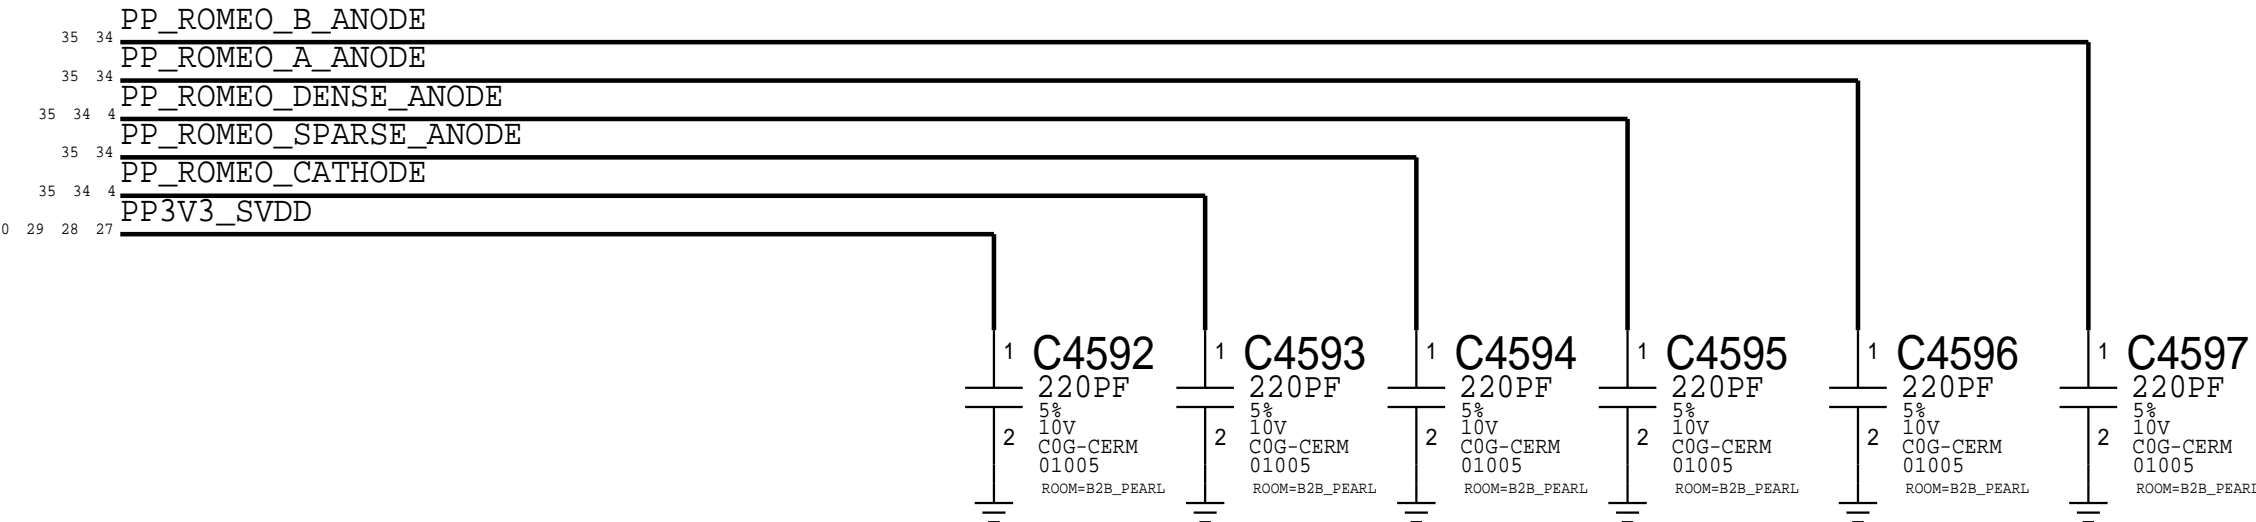 PP_ROMEO_B_ANODE
35 34
PP_ROMEO_A_ANODE
35 34
PP_ROMEO_DENSE_ANODE
35 34 4
PP_ROMEO_SPARSE_ANODE
35 34
PP_ROMEO_CATHODE
35 34 4
PP3V3_SVDD
0 29 28 27
1 C4592
220PF
5%
10V
C0G-CERM
2
01005
ROOM=B2B_PEARL
1 C4593
220PF
5%
10V
C0G-CERM
2
01005
ROOM=B2B_PEARL
1 C4594
220PF
5%
10V
C0G-CERM
2
01005
ROOM=B2B_PEARL
1 C4595
220PF
5%
10V
C0G-CERM
2
01005
ROOM=B2B_PEARL
1 C4596
220PF
5%
10V
C0G-CERM
2
01005
ROOM=B2B_PEARL
1 C4597
220PF
5%
10V
C0G-CERM
2
01005
ROOM=B2B_PEARL